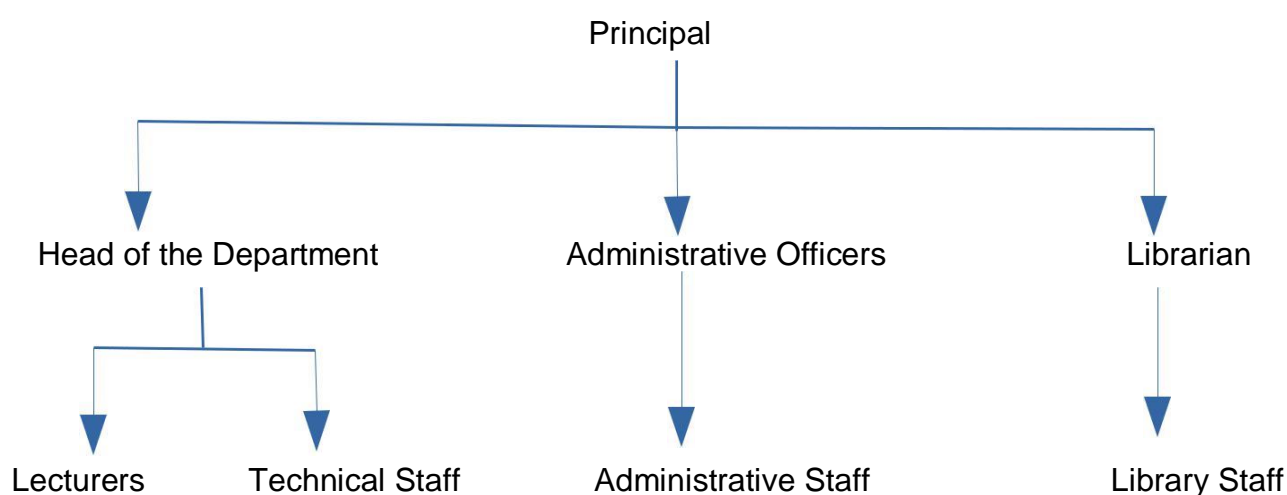 Principal
Head of the Department Administrative Officers Librarian
Lecturers Technical Staff Administrative Staff Library Staff